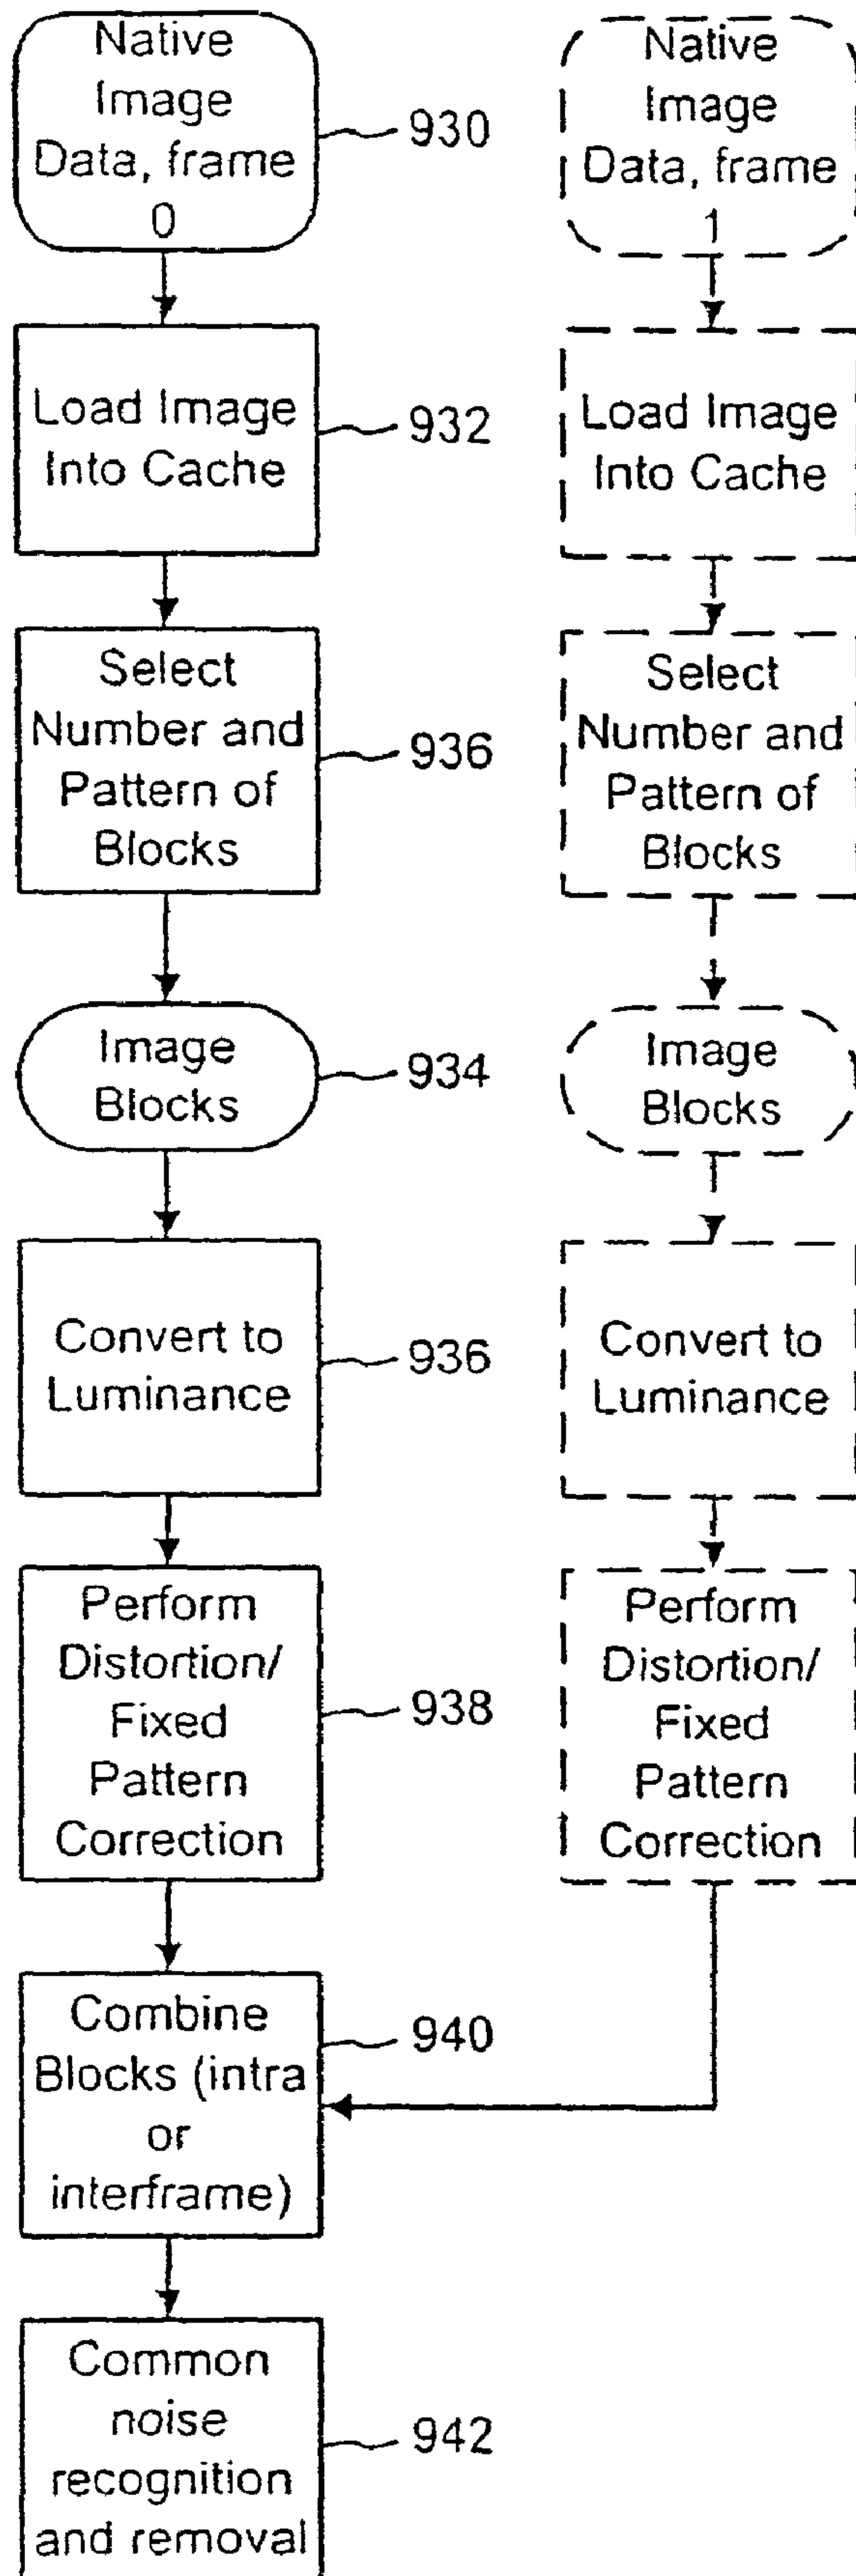 Native
Image
Data, frame
0
930
Load Image
Into Cache
932
Select
Number and
Pattern of
Blocks
936
Image
Blocks
934
Convert to
Luminance
936
Perform
Distortion/
Fixed
Pattern
Correction
938
Combine
Blocks (intra
or
interframe)
940
Common
noise
recognition
and removal
942
Native
Image
Data, frame
1
Load Image
Into Cache
Select
Number and
Pattern of
Blocks
Image
Blocks
Convert to
Luminance
Perform
Distortion/
Fixed
Pattern
Correction